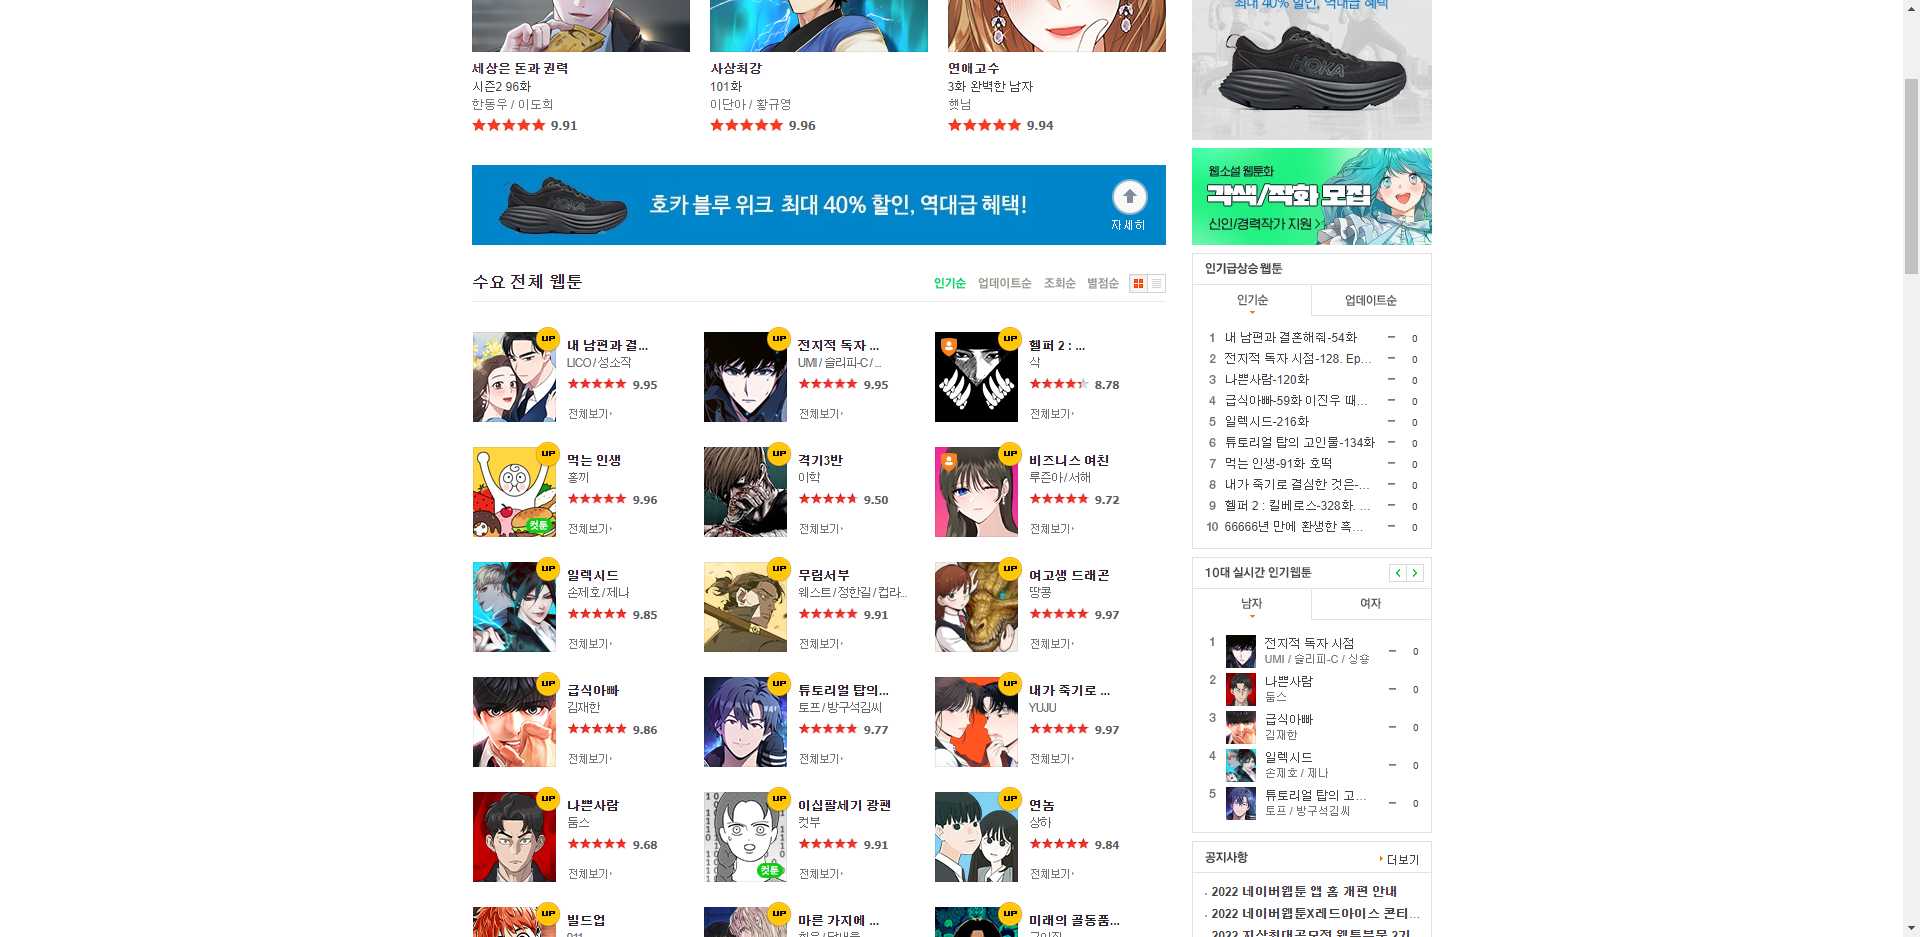 세상은 돈과 권력
시즌2 96화
한동우 / 이도희
9.91
사상최강
101화
이단아 / 황규영
9.96
연애고수
3화 완벽한 남자
햇님
9.94
최대 40% 할인, 역대급 혜택
HOKA
호카 블루 위크 최대 40% 할인, 역대급 혜택!
자세히
웹소설 웹툰화
각색/작화 모집
신인/경력작가 지원 >
수요 전체 웹툰
인기순 업데이트순 조회순 별점순
UP
내 남편과 결...
LICO / 성소작
9.95
전체보기
UP
전지적 독자 ...
UMI / 슬리피-C / ...
9.95
전체보기
UP
헬퍼 2 : ...
삭
8.78
전체보기
UP
컷툰
먹는 인생
홍끼
9.96
전체보기
UP
격기3반
이학
9.50
전체보기
UP
비즈니스 여친
루즌아 / 서해
9.72
전체보기
UP
일렉시드
손제호 / 제나
9.85
전체보기
UP
무림서부
웨스트 / 정한길 / 컵라..
9.91
전체보기
UP
여고생 드래곤
땅콩
9.97
전체보기
UP
급식아빠
김재한
9.86
전체보기
UP
튜토리얼 탑의...
토프 / 방구석김씨
9.77
전체보기
UP
내가 죽기로 ...
YUJU
9.97
전체보기
UP
나쁜사람
둠스
9.68
전체보기
UP
컷툰
이십팔세기 광팬
컷부
9.91
전체보기
UP
연놈
상하
9.84
전체보기
UP
빌드업
911
UP
마른 가지에 ...
UP
미래의 골동품...
구아진
인기급상승 웹툰
인기순 업데이트순
1 내 남편과 결혼해줘-54화 0
2 전지적 독자 시점-128. Ep... 0
3 나쁜사람-120화 0
4 급식아빠-59화 이진우 때... 0
5 일렉시드-216화 0
6 튜토리얼 탑의 고인물-134화 0
7 먹는 인생-91화 호떡 0
8 내가 죽기로 결심한 것은-... 0
9 헬퍼 2 : 킬베로스-328화. ... 0
10 66666년 만에 환생한 흑... 0
10대 실시간 인기웹툰
남자 여자
1 전지적 독자 시점 0
UMI / 슬리피-C / 싱숑
2 나쁜사람 0
둠스
3 급식아빠 0
김재한
4 일렉시드 0
손제호 / 제나
5 튜토리얼 탑의 고... 0
토프 / 방구석김씨
공지사항 더보기
2022 네이버웹툰 앱 홈 개편 안내
2022 네이버웹툰X레드아이스 콘티...
2022 지상최대공모전 웹툰부문 2기